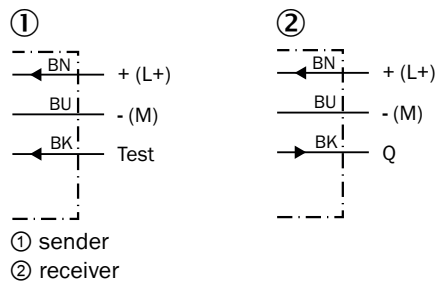 ① ②
BN + (L+) BN + (L+)
BU - (M) BU - (M)
BK Test BK Q
① sender
② receiver